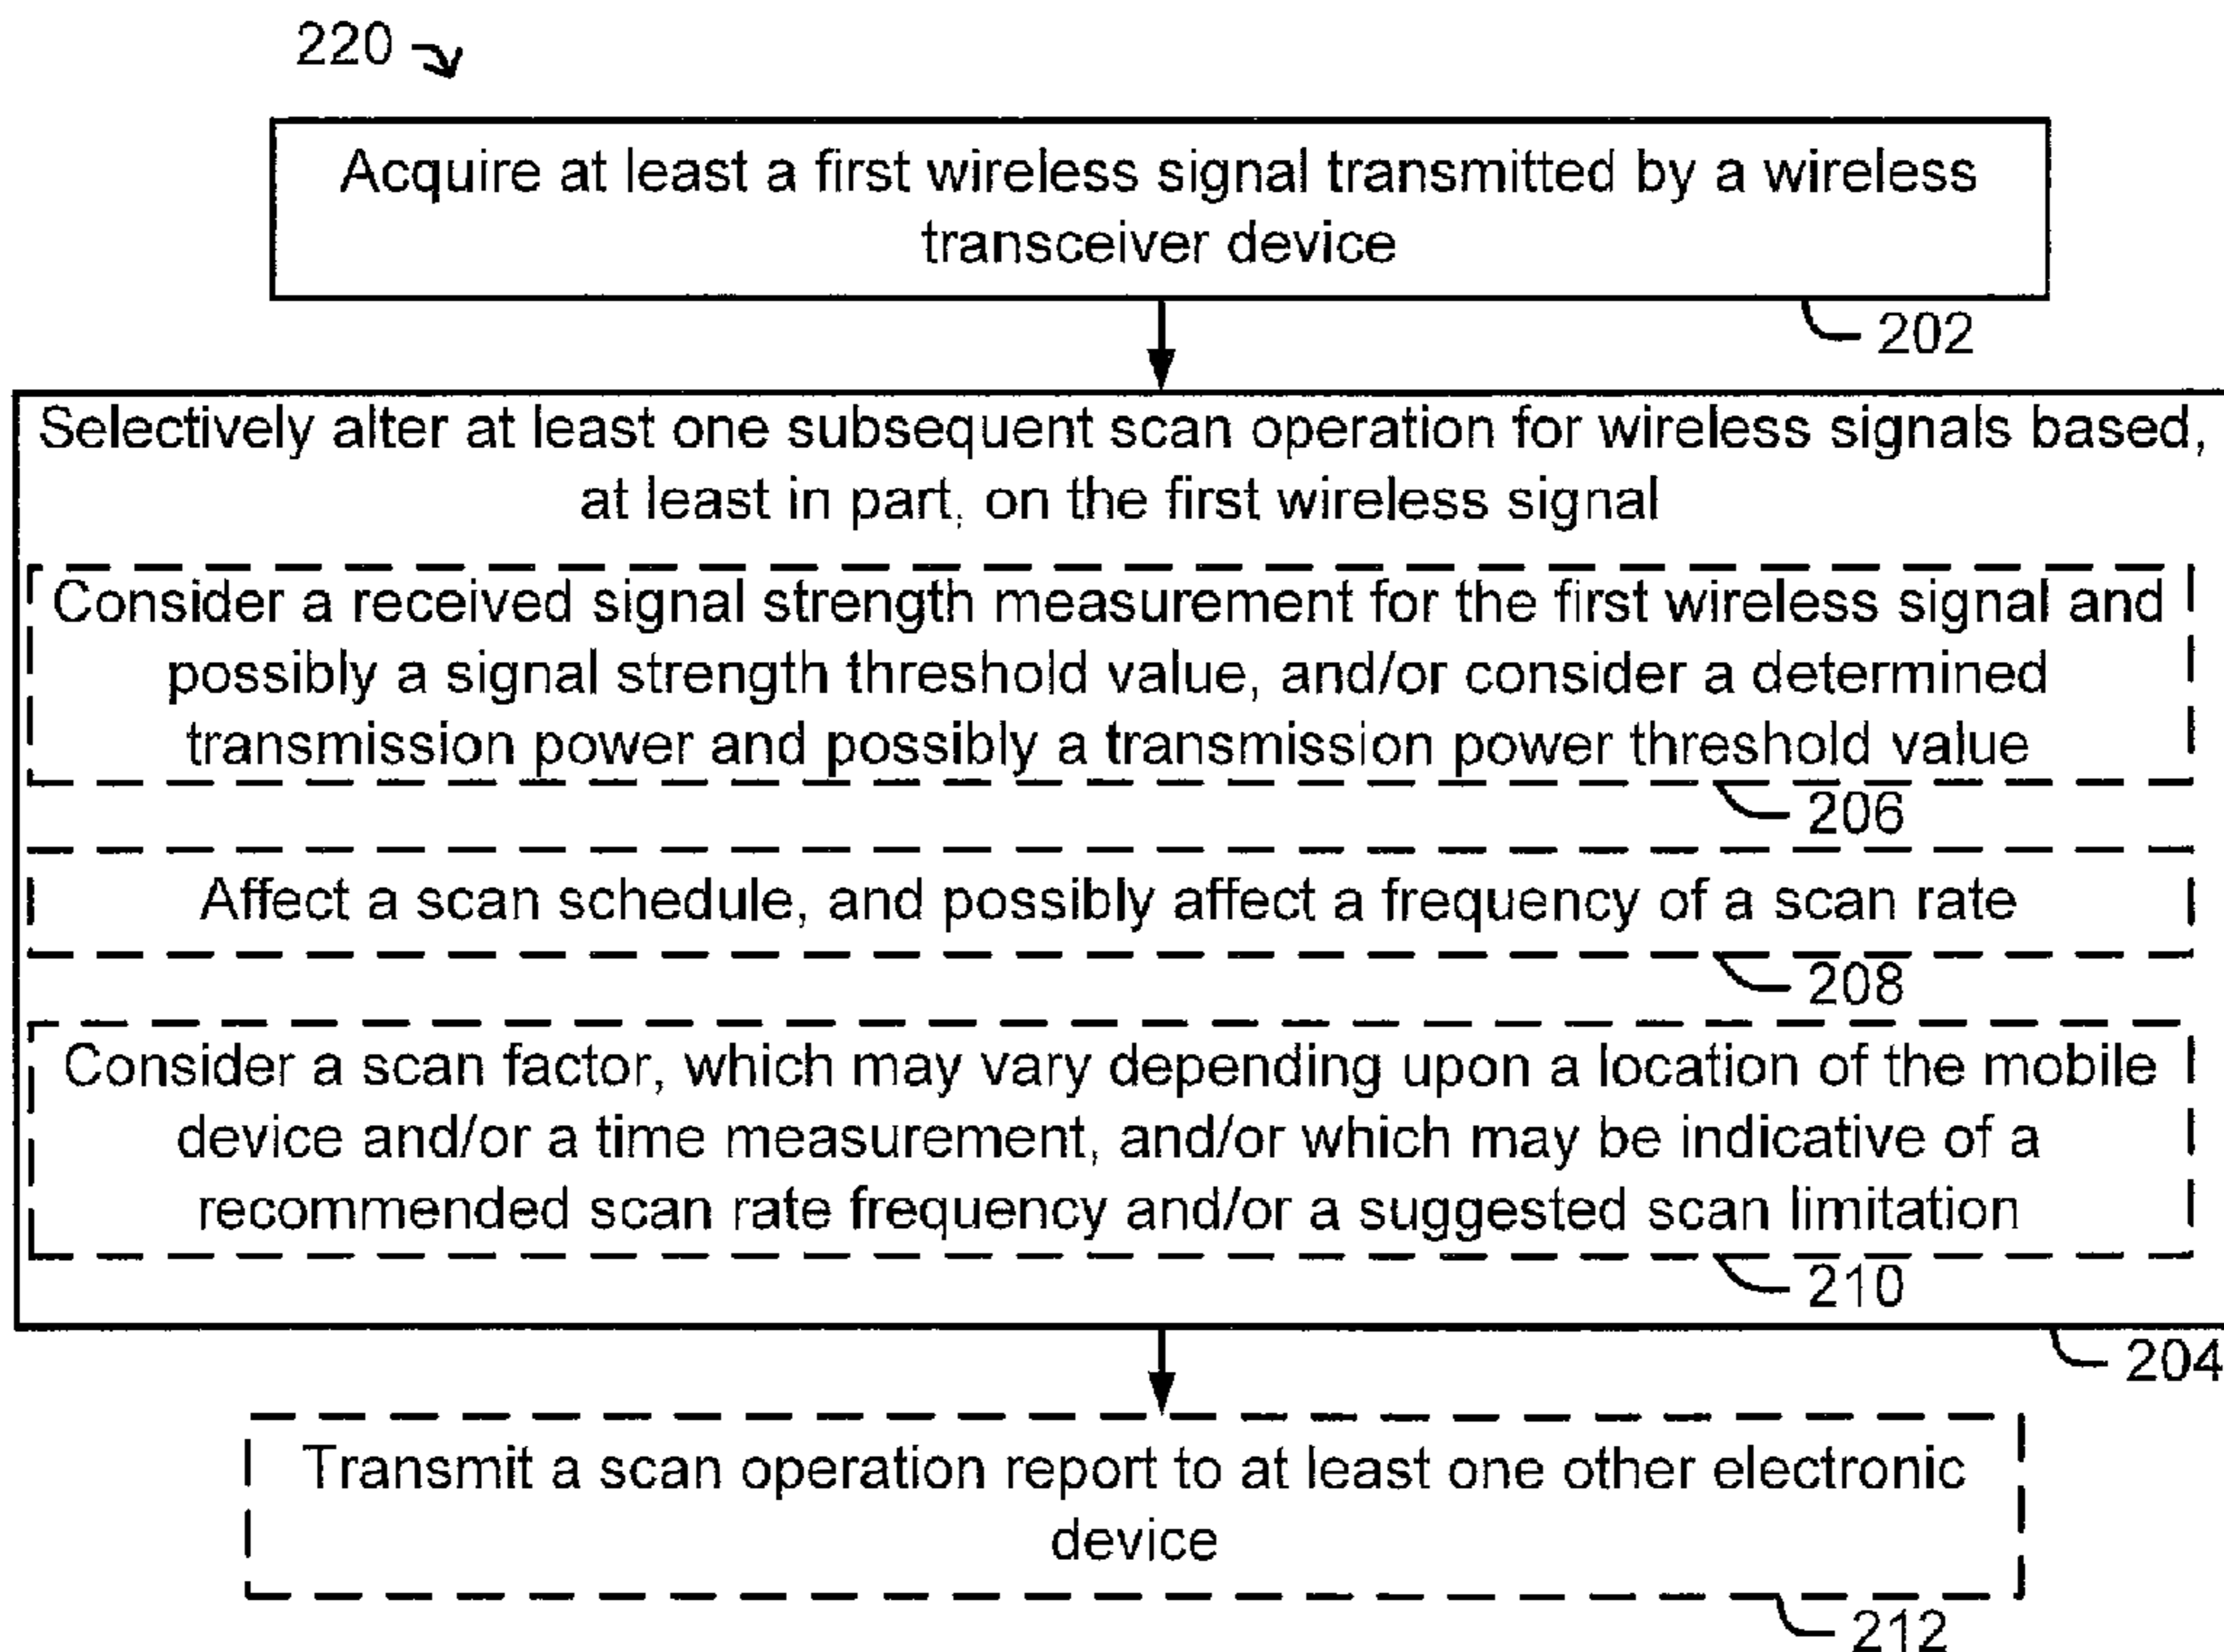 220
Acquire at least a first wireless signal transmitted by a wireless
transceiver device
202
Selectively alter at least one subsequent scan operation for wireless signals based,
at least in part, on the first wireless signal
Consider a received signal strength measurement for the first wireless signal and
possibly a signal strength threshold value, and/or consider a determined
transmission power and possibly a transmission power threshold value
206
Affect a scan schedule, and possibly affect a frequency of a scan rate
208
Consider a scan factor, which may vary depending upon a location of the mobile
device and/or a time measurement, and/or which may be indicative of a
recommended scan rate frequency and/or a suggested scan limitation
210
204
Transmit a scan operation report to at least one other electronic
device
212